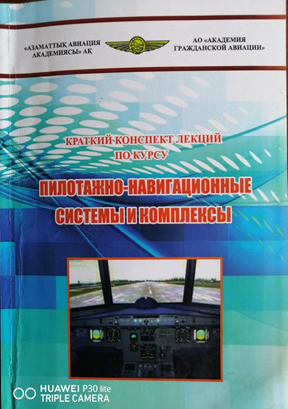 «АЗАМАТТЫҚ АВИАЦИЯ
АКАДЕМИЯСЫ» АҚ
АО «АКАДЕМИЯ
ГРАЖДАНСКОЙ АВИАЦИИ»
КРАТКИЙ КОНСПЕКТ ЛЕКЦИЙ
ПО КУРСУ
ПИЛОТАЖНО-НАВИГАЦИОННЫЕ
СИСТЕМЫ И КОМПЛЕКСЫ
HUAWEI P30 lite
TRIPLE CAMERA